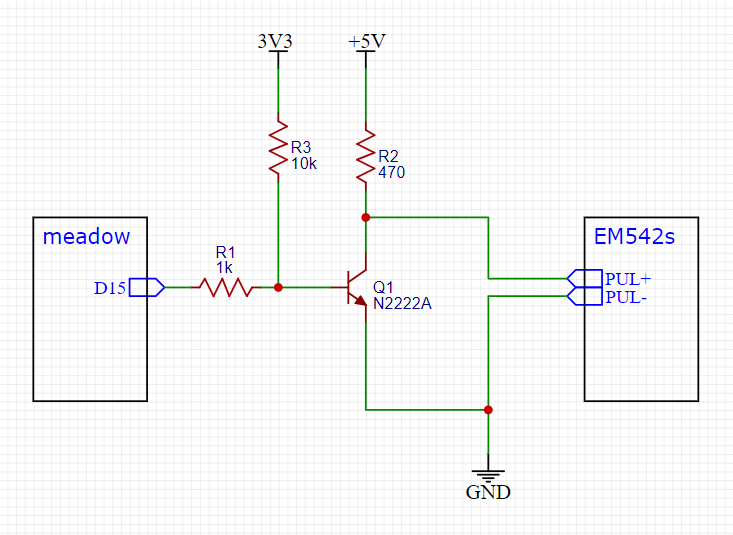 3V3
+5V
R3
10k
R2
470
meadow
EM542s
R1
1k
D15
Q1
N2222A
PUL+
PUL-
GND